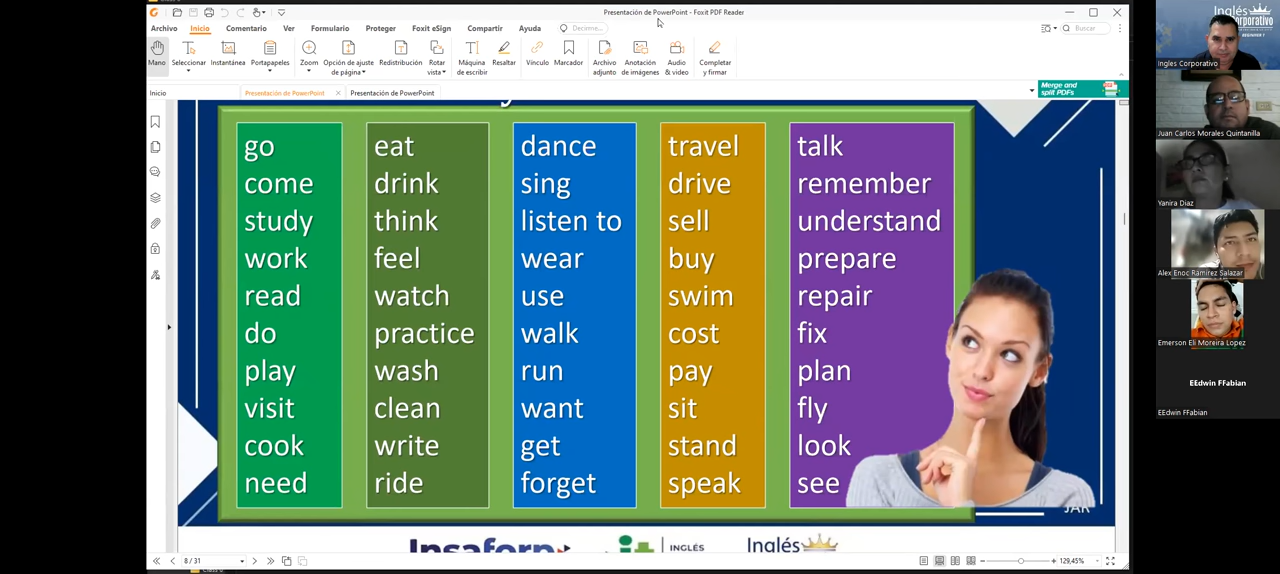 Presentación de PowerPoint - Foxit PDF Reader
Archivo Inicio Comentario Ver Formulario Proteger Foxit eSign Compartir Ayuda Decirme... Buscar
Mano Seleccionar Instantánea Portapapeles Zoom Opción de ajuste de página Redistribución Rotar vista Máquina de escribir Resaltar Vínculo Marcador Archivo adjunto Anotación de imágenes Audio & video Completar y firmar
Inicio Presentación de PowerPoint Presentación de PowerPoint
Merge and split PDFs
go
come
study
work
read
do
play
visit
cook
need
eat
drink
think
feel
watch
practice
wash
clean
write
ride
dance
sing
listen to
wear
use
walk
run
want
get
forget
travel
drive
sell
buy
swim
cost
pay
sit
stand
speak
talk
remember
understand
prepare
repair
fix
plan
fly
look
see
JAR
Insaforp
INGLÉS
Inglés
8 / 31
129,45%
Inglés
Corporativo
Ingles Corporativo
Juan Carlos Morales Quintanilla
Yanira Diaz
Alex Enoc Ramírez Salazar
Emerson Eli Moreira Lopez
EEdwin FFabian
EEdwin FFabian